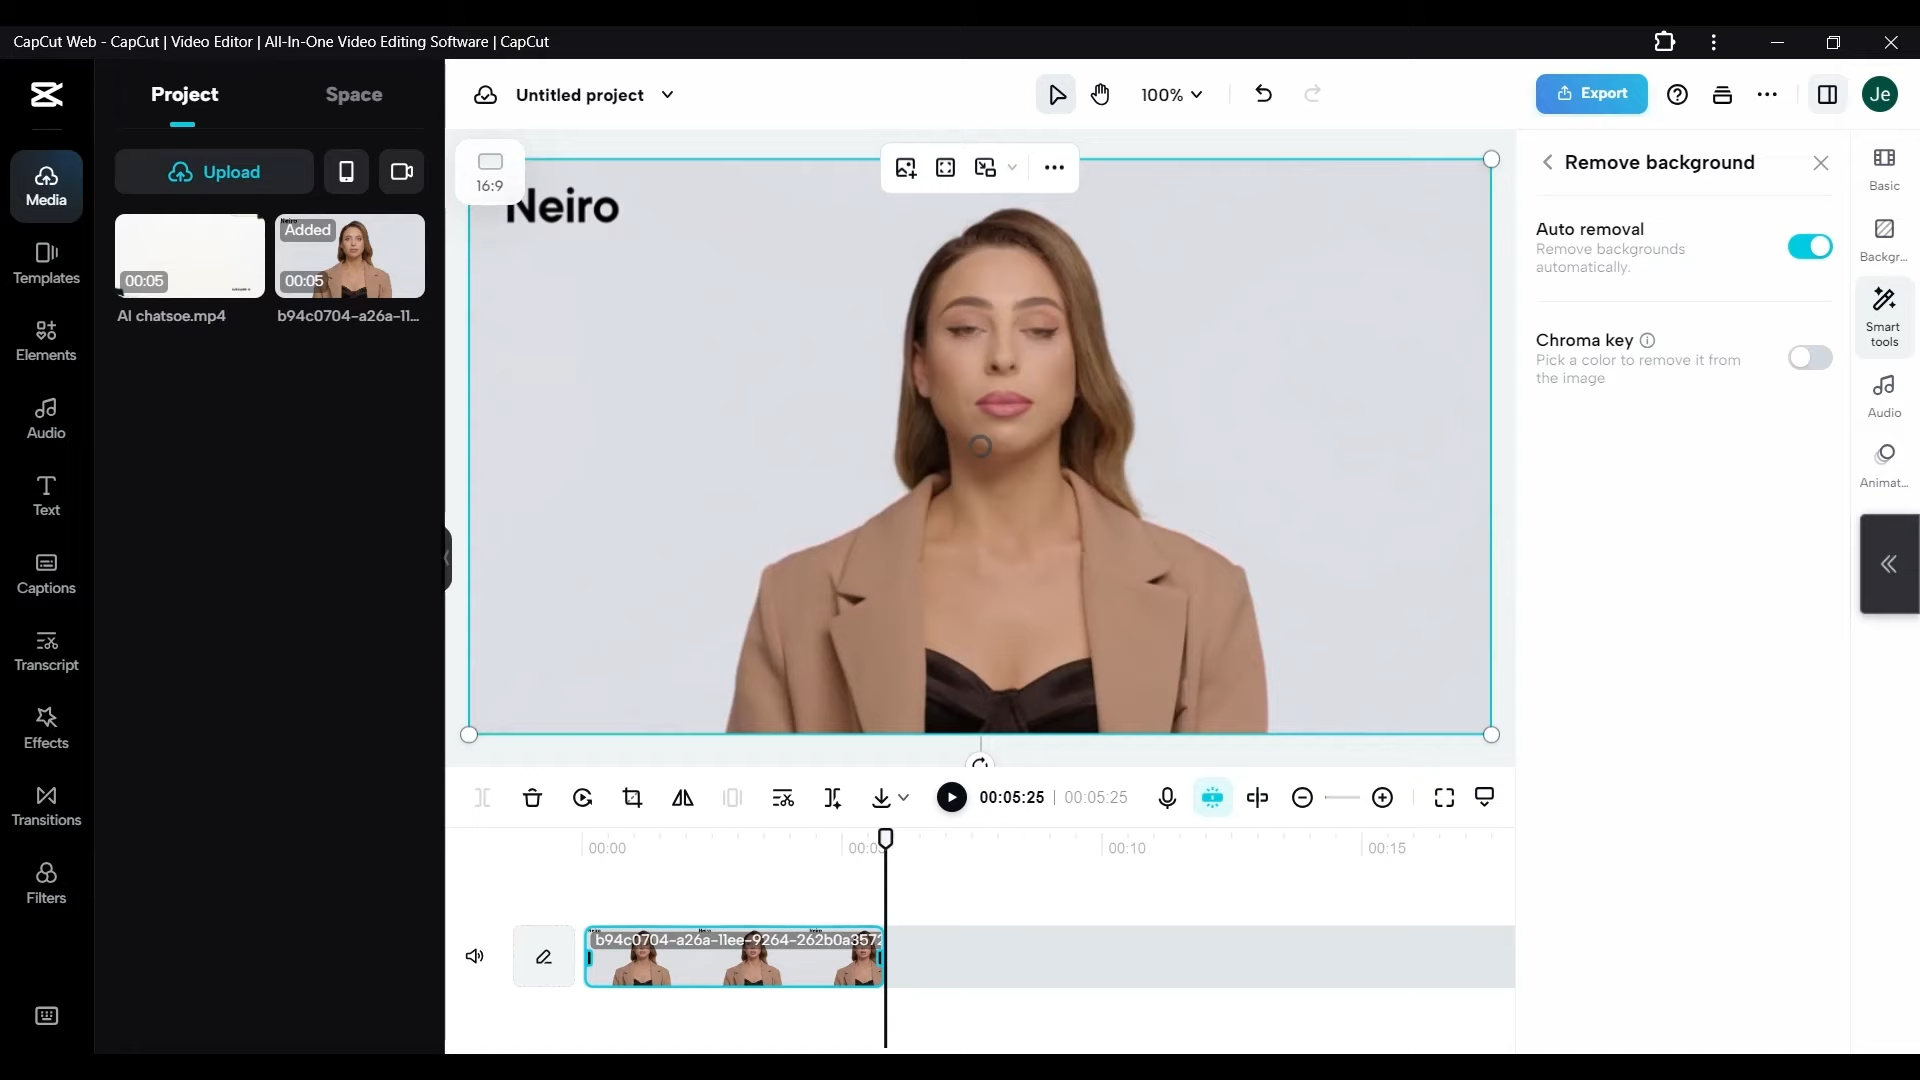 CapCut Web - CapCut | Video Editor | All-In-One Video Editing Software | CapCut
Project
Space
Untitled project
100%
Export
Je
Upload
Media
Templates
Elements
Audio
Text
Captions
Transcript
Effects
Transitions
Filters
00:05
AI chatsoe.mp4
Added
00:05
b94c0704-a26a-11...
16:9
Neiro
Remove background
Auto removal
Remove backgrounds
automatically.
Chroma key
Pick a color to remove it from
the image
Basic
Backgr...
Smart
tools
Audio
Animat...
00:05:25 | 00:05:25
00:00
00:10
00:15
b94c0704-a26a-11ee-9264-262b0a3572